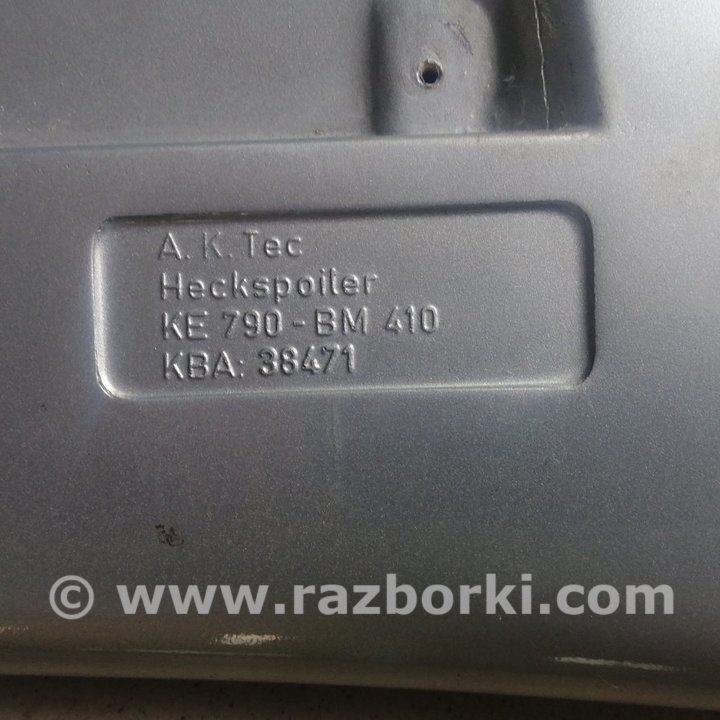 A. K. Tec
Heckspoiler
KE 790 - BM 410
KBA: 38471
© www.razborki.com